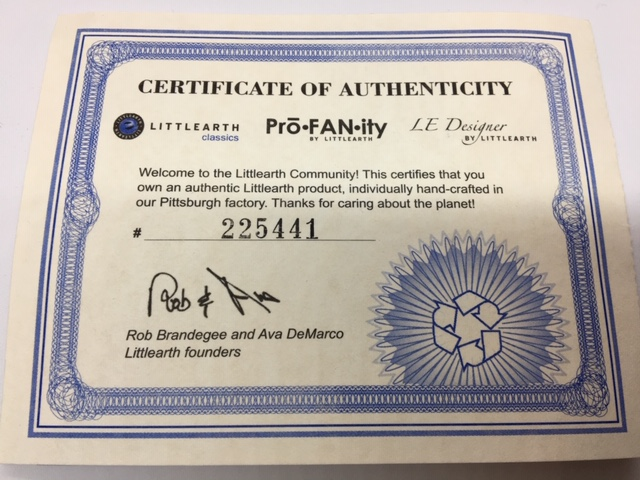 CERTIFICATE OF AUTHENTICITY
LITTLEARTH classics Prō•FAN•ity BY LITTLEARTH LE Designer BY LITTLEARTH
Welcome to the Littlearth Community! This certifies that you
own an authentic Littlearth product, individually hand-crafted in
our Pittsburgh factory. Thanks for caring about the planet!
# 225441
Rob &
Rob Brandegee and Ava DeMarco
Littlearth founders